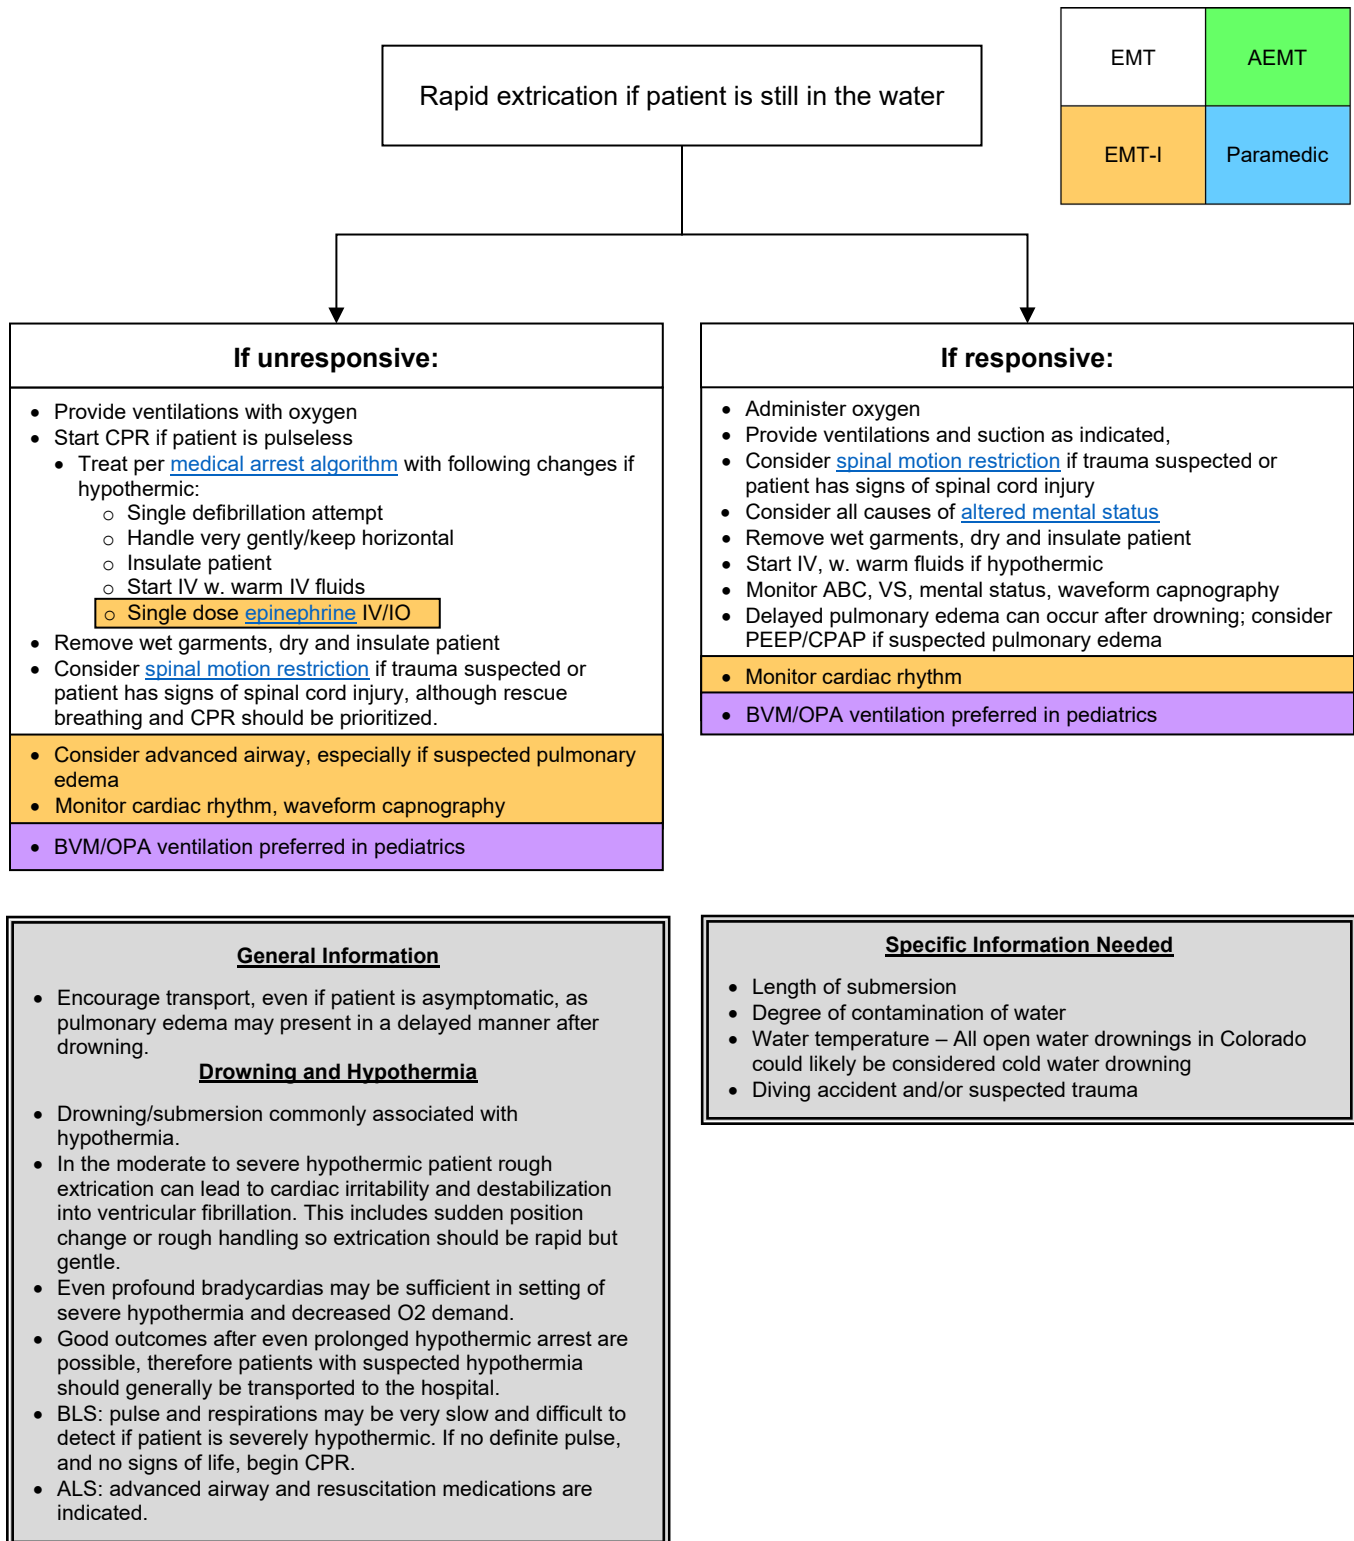 Rapid extrication if patient is still in the water
EMT
AEMT
EMT-I
Paramedic
If unresponsive:
• Provide ventilations with oxygen
• Start CPR if patient is pulseless
• Treat per medical arrest algorithm with following changes if
hypothermic:
o Single defibrillation attempt
o Handle very gently/keep horizontal
o Insulate patient
o Start IV w. warm IV fluids
o Single dose epinephrine IV/IO
• Remove wet garments, dry and insulate patient
• Consider spinal motion restriction if trauma suspected or
patient has signs of spinal cord injury, although rescue
breathing and CPR should be prioritized.
• Consider advanced airway, especially if suspected pulmonary
edema
• Monitor cardiac rhythm, waveform capnography
• BVM/OPA ventilation preferred in pediatrics
If responsive:
• Administer oxygen
• Provide ventilations and suction as indicated,
• Consider spinal motion restriction if trauma suspected or
patient has signs of spinal cord injury
• Consider all causes of altered mental status
• Remove wet garments, dry and insulate patient
• Start IV, w. warm fluids if hypothermic
• Monitor ABC, VS, mental status, waveform capnography
• Delayed pulmonary edema can occur after drowning; consider
PEEP/CPAP if suspected pulmonary edema
• Monitor cardiac rhythm
• BVM/OPA ventilation preferred in pediatrics
General Information
• Encourage transport, even if patient is asymptomatic, as
pulmonary edema may present in a delayed manner after
drowning.
Drowning and Hypothermia
• Drowning/submersion commonly associated with
hypothermia.
• In the moderate to severe hypothermic patient rough
extrication can lead to cardiac irritability and destabilization
into ventricular fibrillation. This includes sudden position
change or rough handling so extrication should be rapid but
gentle.
• Even profound bradycardias may be sufficient in setting of
severe hypothermia and decreased O2 demand.
• Good outcomes after even prolonged hypothermic arrest are
possible, therefore patients with suspected hypothermia
should generally be transported to the hospital.
• BLS: pulse and respirations may be very slow and difficult to
detect if patient is severely hypothermic. If no definite pulse,
and no signs of life, begin CPR.
• ALS: advanced airway and resuscitation medications are
indicated.
Specific Information Needed
• Length of submersion
• Degree of contamination of water
• Water temperature – All open water drownings in Colorado
could likely be considered cold water drowning
• Diving accident and/or suspected trauma